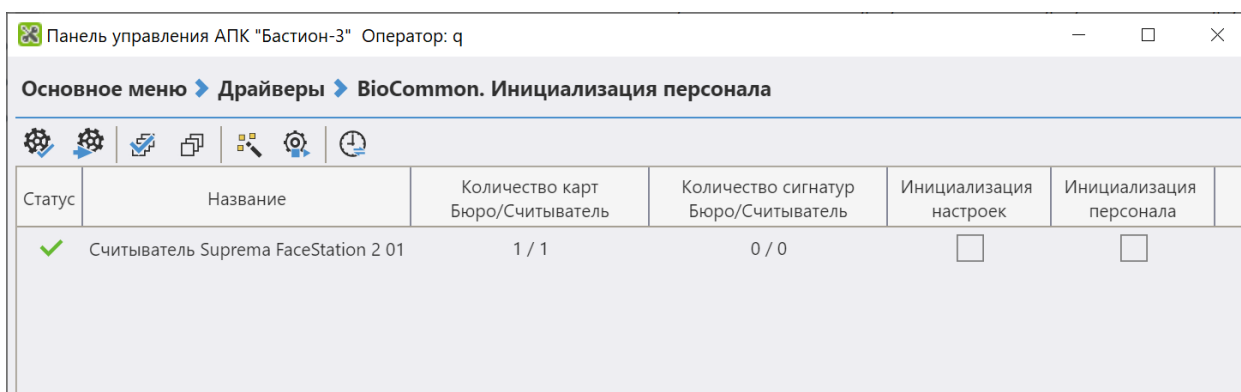 Панель управления АПК "Бастион-3" Оператор: q
Основное меню Драйверы BioCommon. Инициализация персонала
Статус
Название
Количество карт
Бюро/Считыватель
Количество сигнатур
Бюро/Считыватель
Инициализация
настроек
Инициализация
персонала
Считыватель Suprema FaceStation 2 01
1 / 1
0 / 0